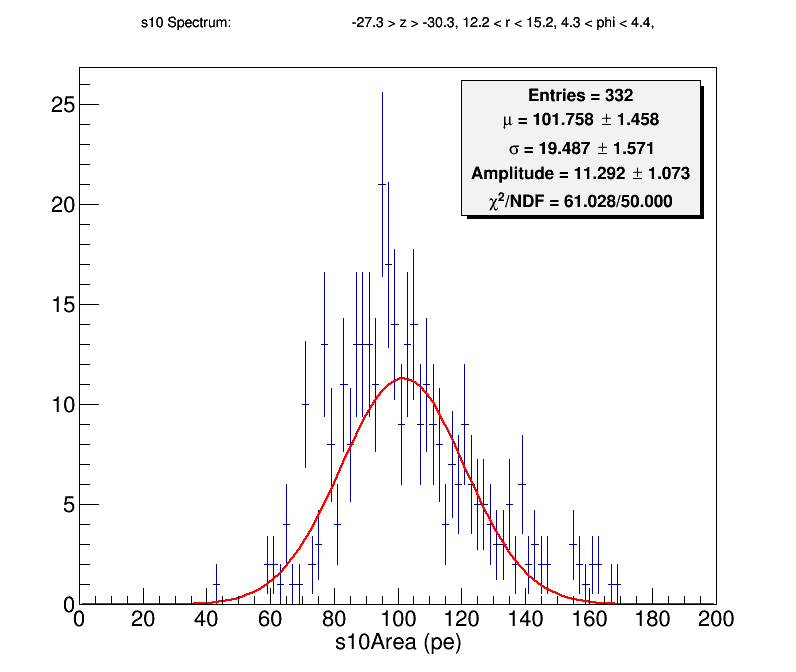 s10 Spectrum: -27.3 > z > -30.3, 12.2 < r < 15.2, 4.3 < phi < 4.4,
Entries = 332
μ = 101.758 ± 1.458
σ = 19.487 ± 1.571
Amplitude = 11.292 ± 1.073
χ²/NDF = 61.028/50.000
25
20
15
10
5
0
0 20 40 60 80 100 120 140 160 180 200
s10Area (pe)